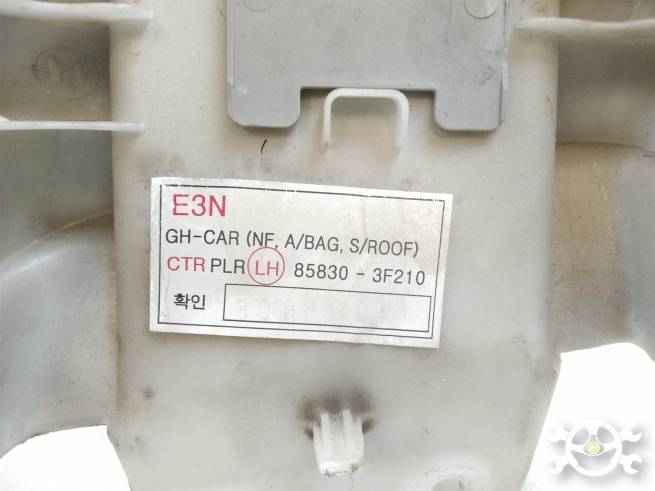 E3N
GH-CAR (NF, A/BAG, S/ROOF)
CTR PLR LH 85830 - 3F210
확인